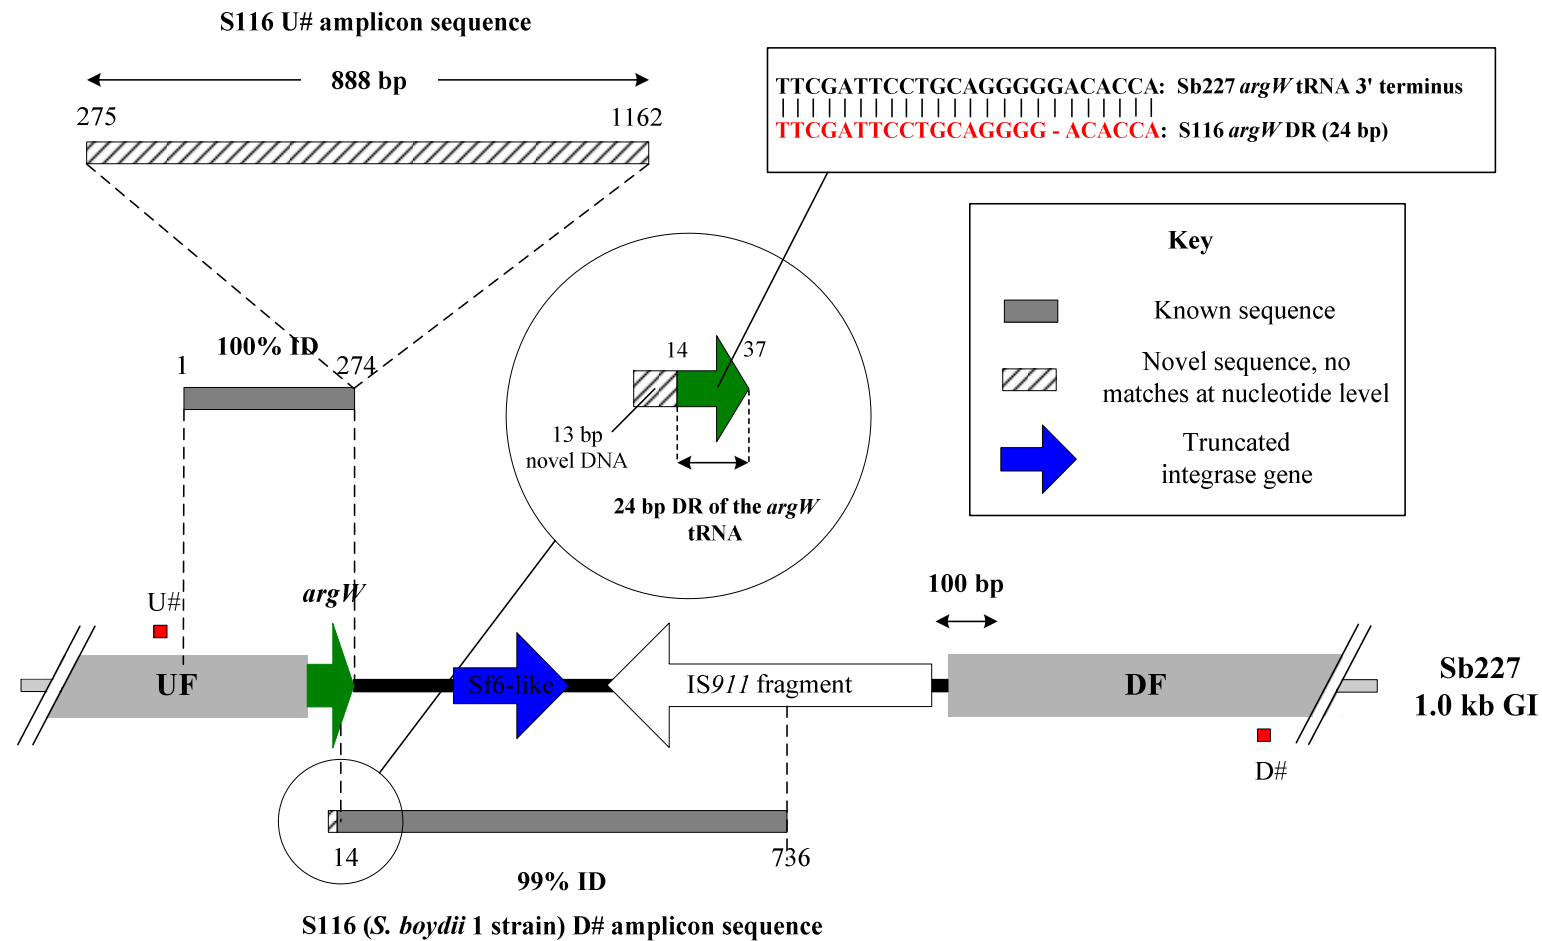 S116 U# amplicon sequence
888 bp
275
1162
TTCGATTCCTGCAGGGGGACACCA: Sb227 argW tRNA 3' terminus
TTCGATTCCTGCAGGGG - ACACCA: S116 argW DR (24 bp)
Key
Known sequence
Novel sequence, no
matches at nucleotide level
Truncated
integrase gene
100% ID
1
274
14
37
13 bp
novel DNA
24 bp DR of the argW
tRNA
100 bp
argW
U#
UF
Sf6-like
IS911 fragment
DF
Sb227
1.0 kb GI
D#
14
736
99% ID
S116 (S. boydii 1 strain) D# amplicon sequence